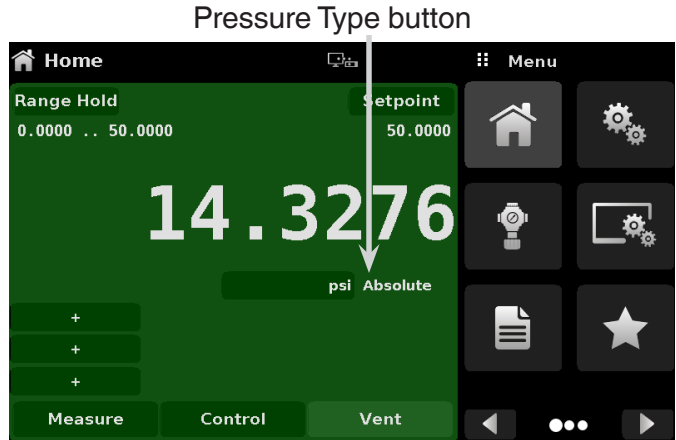 Pressure Type button
Home
Menu
Range Hold
Setpoint
0.0000 .. 50.0000
50.0000
14.3276
psi Absolute
+
+
+
Measure
Control
Vent